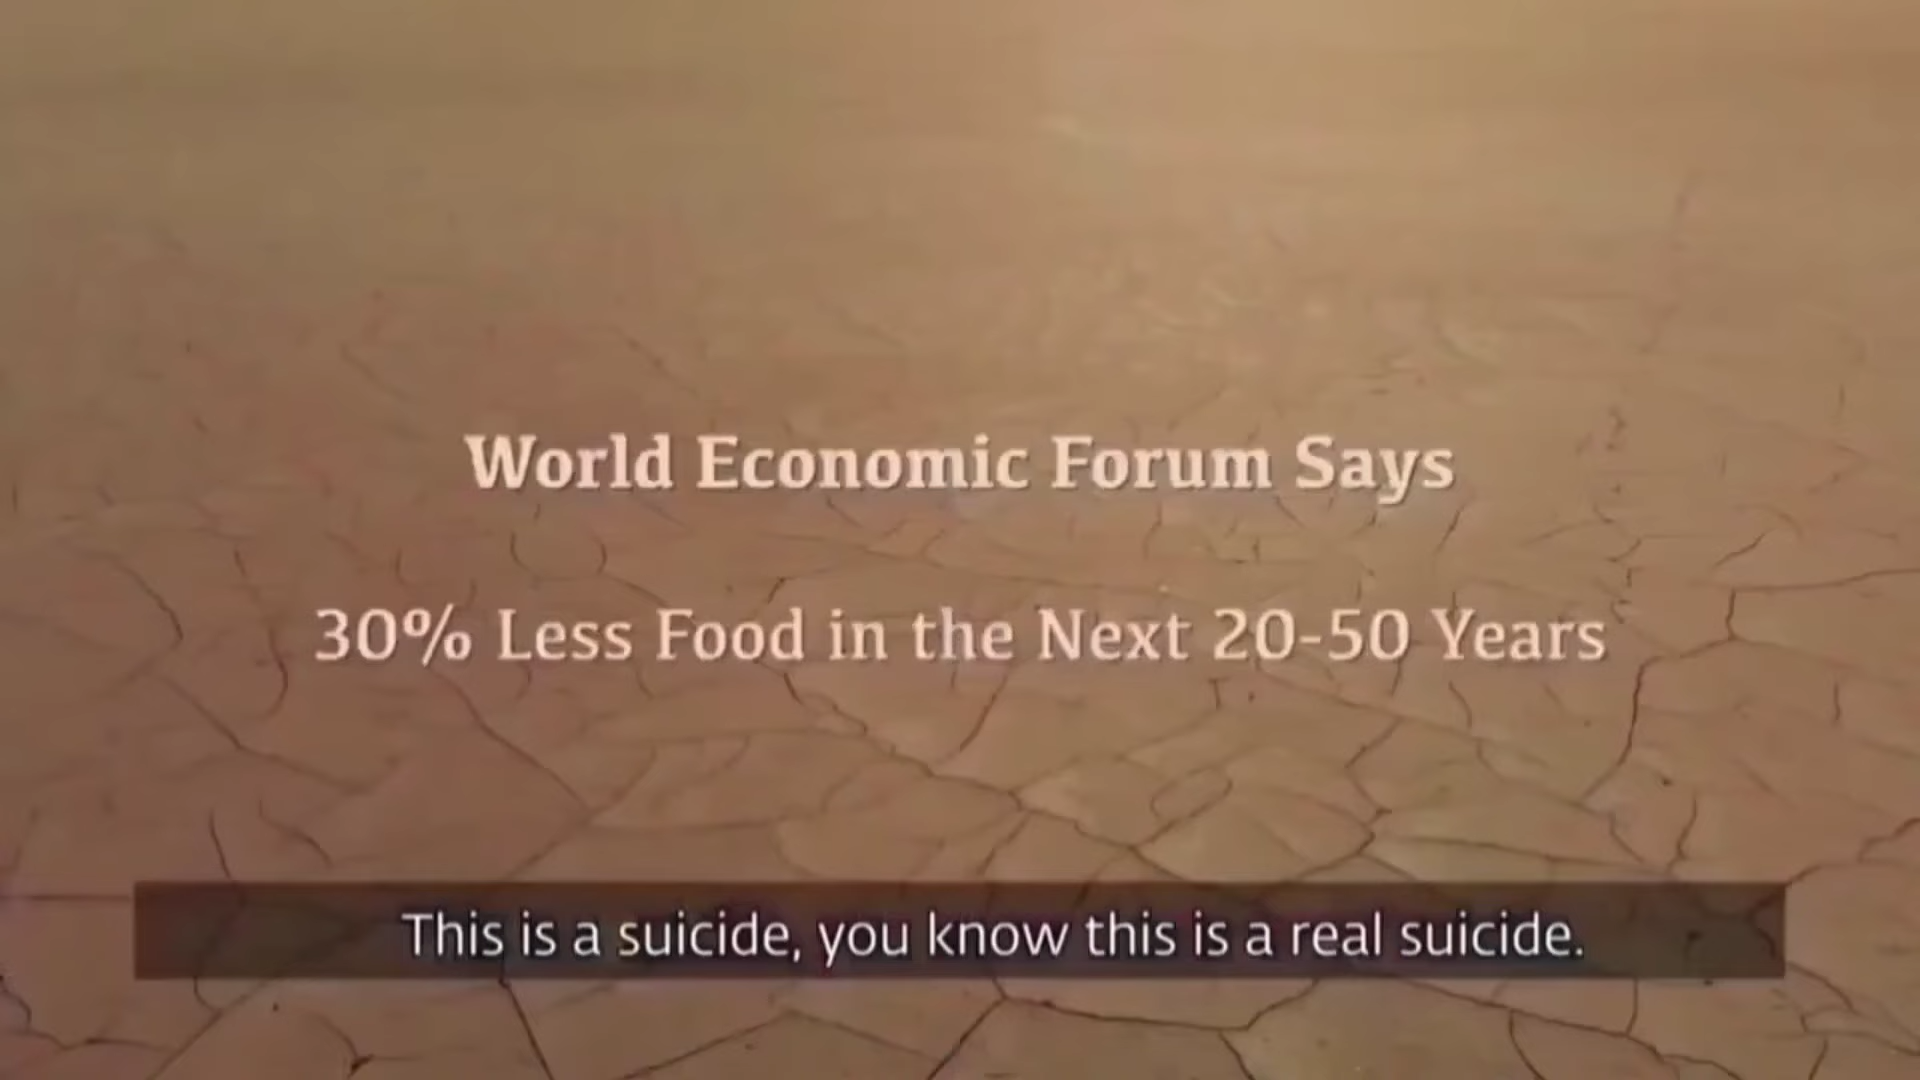 World Economic Forum Says
30% Less Food in the Next 20-50 Years
This is a suicide, you know this is a real suicide.